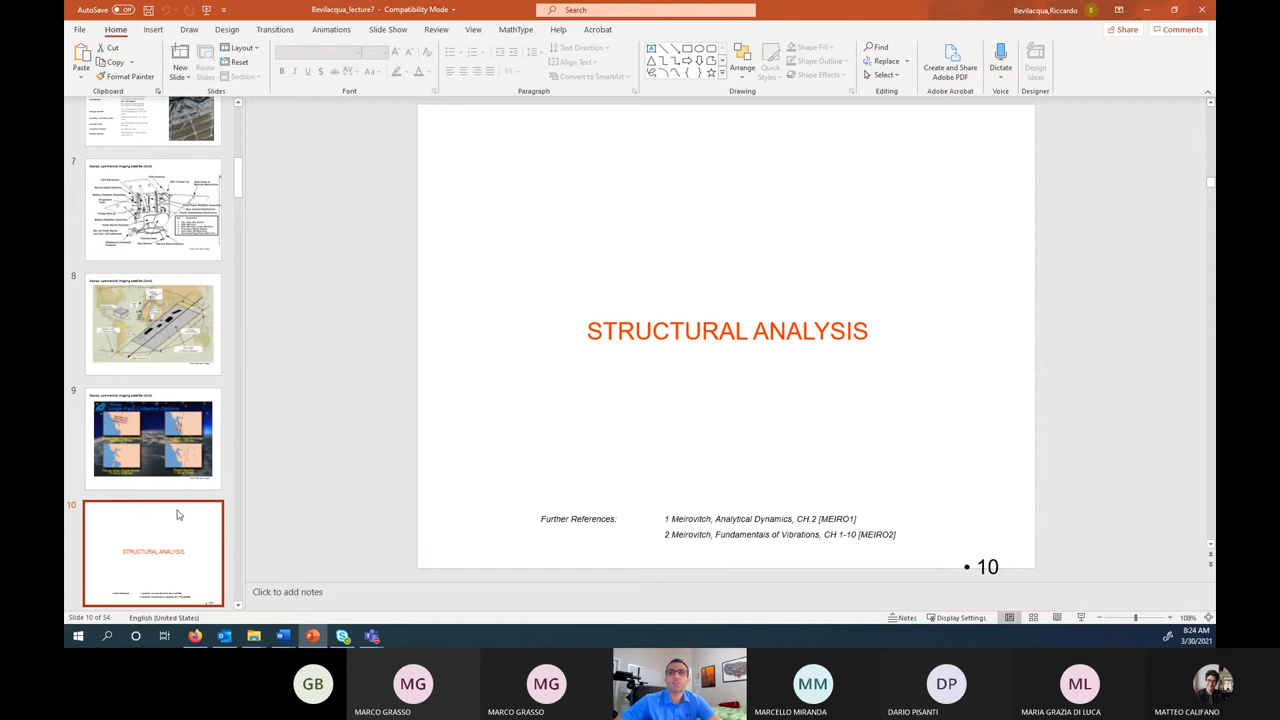 AutoSave Off
Bevilacqua_lecture7 - Compatibility Mode
Search
Bevilacqua,Riccardo B
File Home Insert Draw Design Transitions Animations Slide Show Review View MathType Help Acrobat
Share Comments
Paste
Cut
Copy
Format Painter
Clipboard
New Slide
Reuse Slides
Layout
Reset
Section
Slides
Font
Text Direction
Align Text
Convert to SmartArt
Paragraph
Arrange
Quick Styles
Shape Fill
Shape Outline
Shape Effects
Drawing
Find
Replace
Select
Editing
Create and Share Adobe PDF
Adobe Acrobat
Dictate
Voice
Design Ideas
Designer
7
8
9
10
STRUCTURAL ANALYSIS
STRUCTURAL ANALYSIS
Further References: 1 Meirovitch, Analytical Dynamics, CH.2 [MEIRO1]
2 Meirovitch, Fundamentals of Vibrations, CH 1-10 [MEIRO2]
• 10
Click to add notes
Slide 10 of 54 English (United States)
Notes Display Settings 108%
8:24 AM
3/30/2021
GB
MG
MARCO GRASSO
MG
MARCO GRASSO
MM
MARCELLO MIRANDA
DP
DARIO PISANTI
ML
MARIA GRAZIA DI LUCA
MATTEO CALIFANO